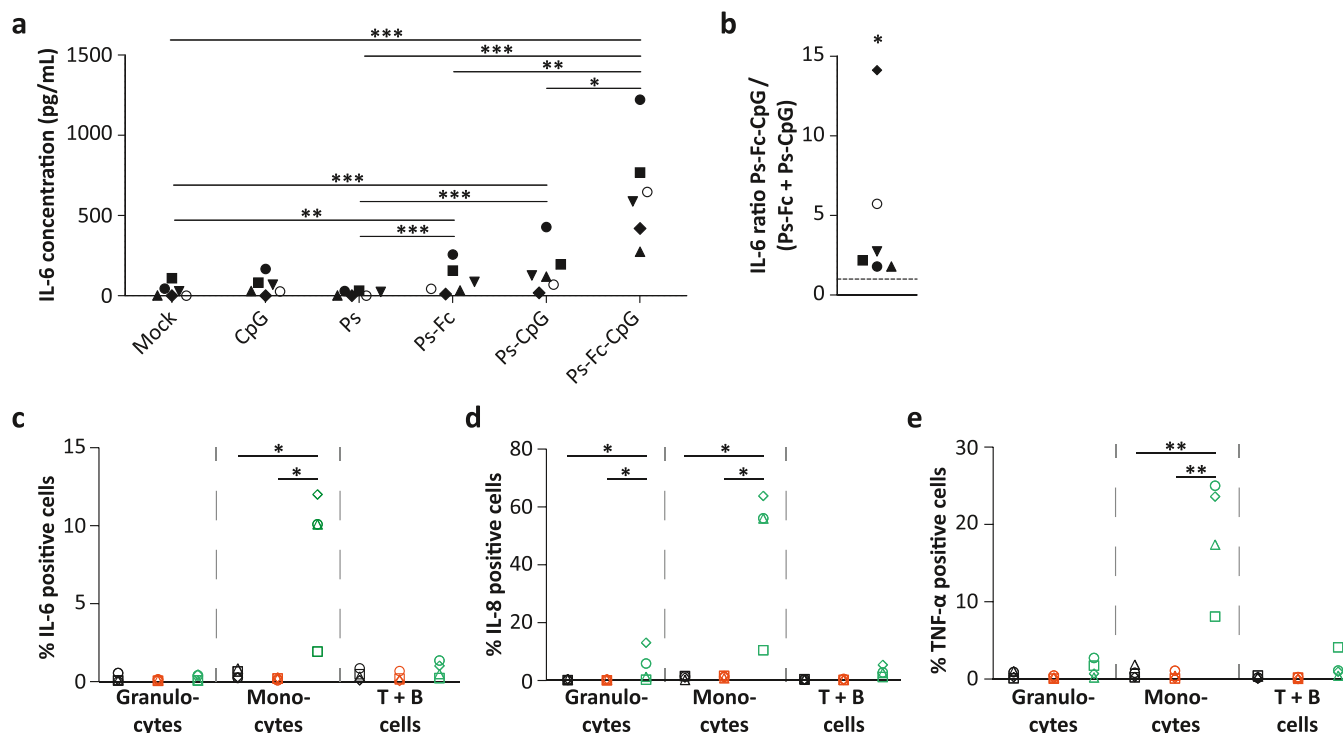 a
IL-6 concentration (pg/mL)
1500
1000
500
0
***
***
**
*
***
***
**
***
Mock
CpG
Ps
Ps-Fc
Ps-CpG
Ps-Fc-CpG
b
IL-6 ratio Ps-Fc-CpG /
(Ps-Fc + Ps-CpG)
15
10
5
0
*
c
% IL-6 positive cells
15
10
5
0
*
*
Granulo-
cytes
Mono-
cytes
T + B
cells
d
% IL-8 positive cells
80
60
40
20
0
*
*
*
*
Granulo-
cytes
Mono-
cytes
T + B
cells
e
% TNF-α positive cells
30
20
10
0
**
**
Granulo-
cytes
Mono-
cytes
T + B
cells